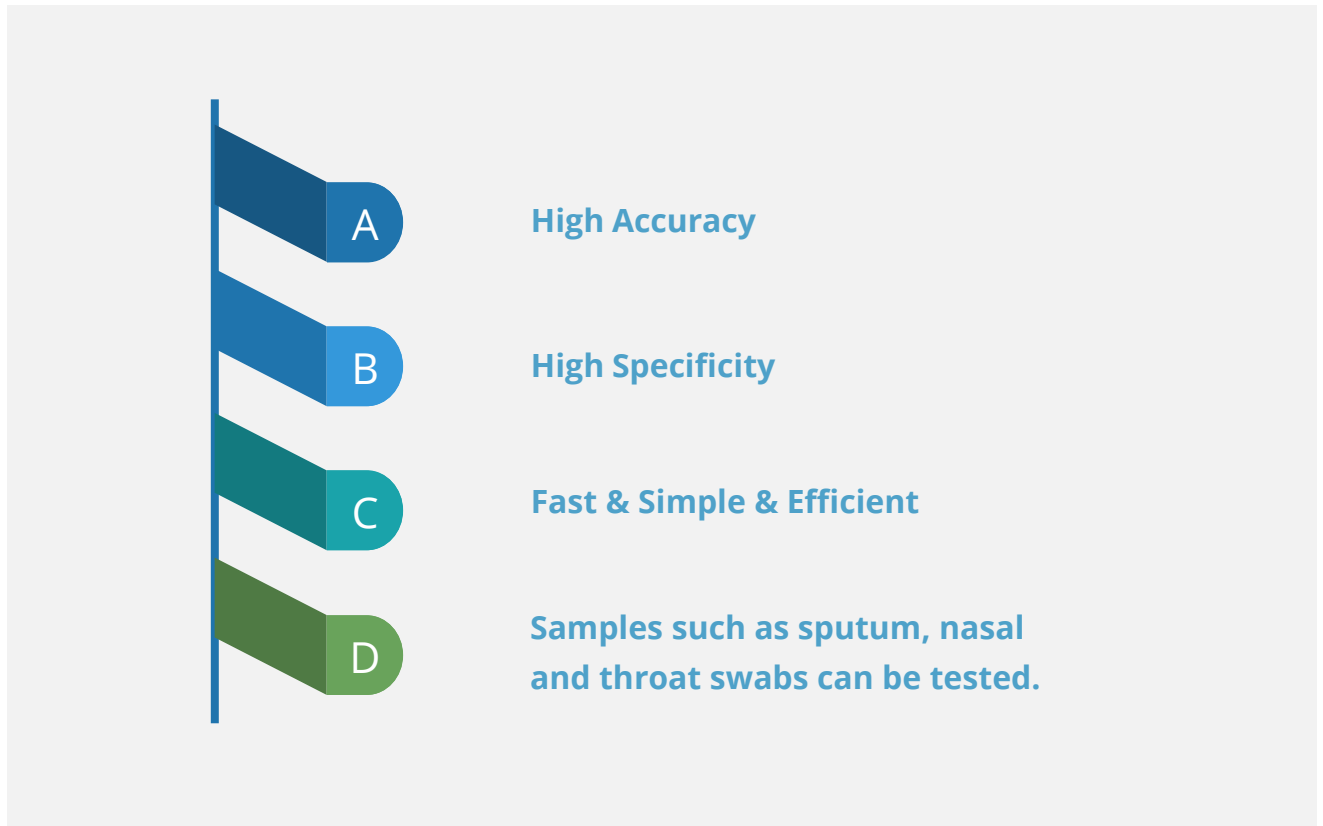 A
High Accuracy
B
High Specificity
C
Fast & Simple & Efficient
D
Samples such as sputum, nasal
and throat swabs can be tested.